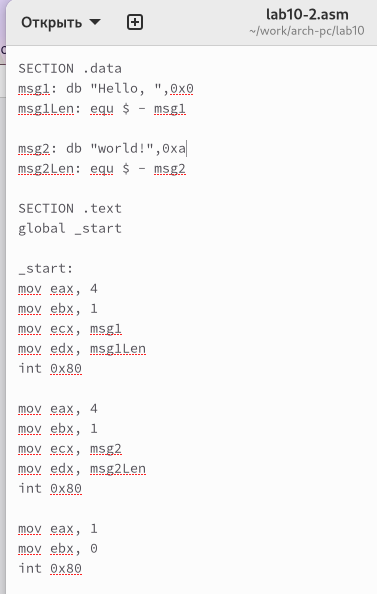 Открыть
lab10-2.asm
~/work/arch-pc/lab10
SECTION .data
msg1: db "Hello, ",0x0
msg1Len: equ $ - msg1
msg2: db "world!",0xa
msg2Len: equ $ - msg2
SECTION .text
global _start
_start:
mov eax, 4
mov ebx, 1
mov ecx, msg1
mov edx, msg1Len
int 0x80
mov eax, 4
mov ebx, 1
mov ecx, msg2
mov edx, msg2Len
int 0x80
mov eax, 1
mov ebx, 0
int 0x80